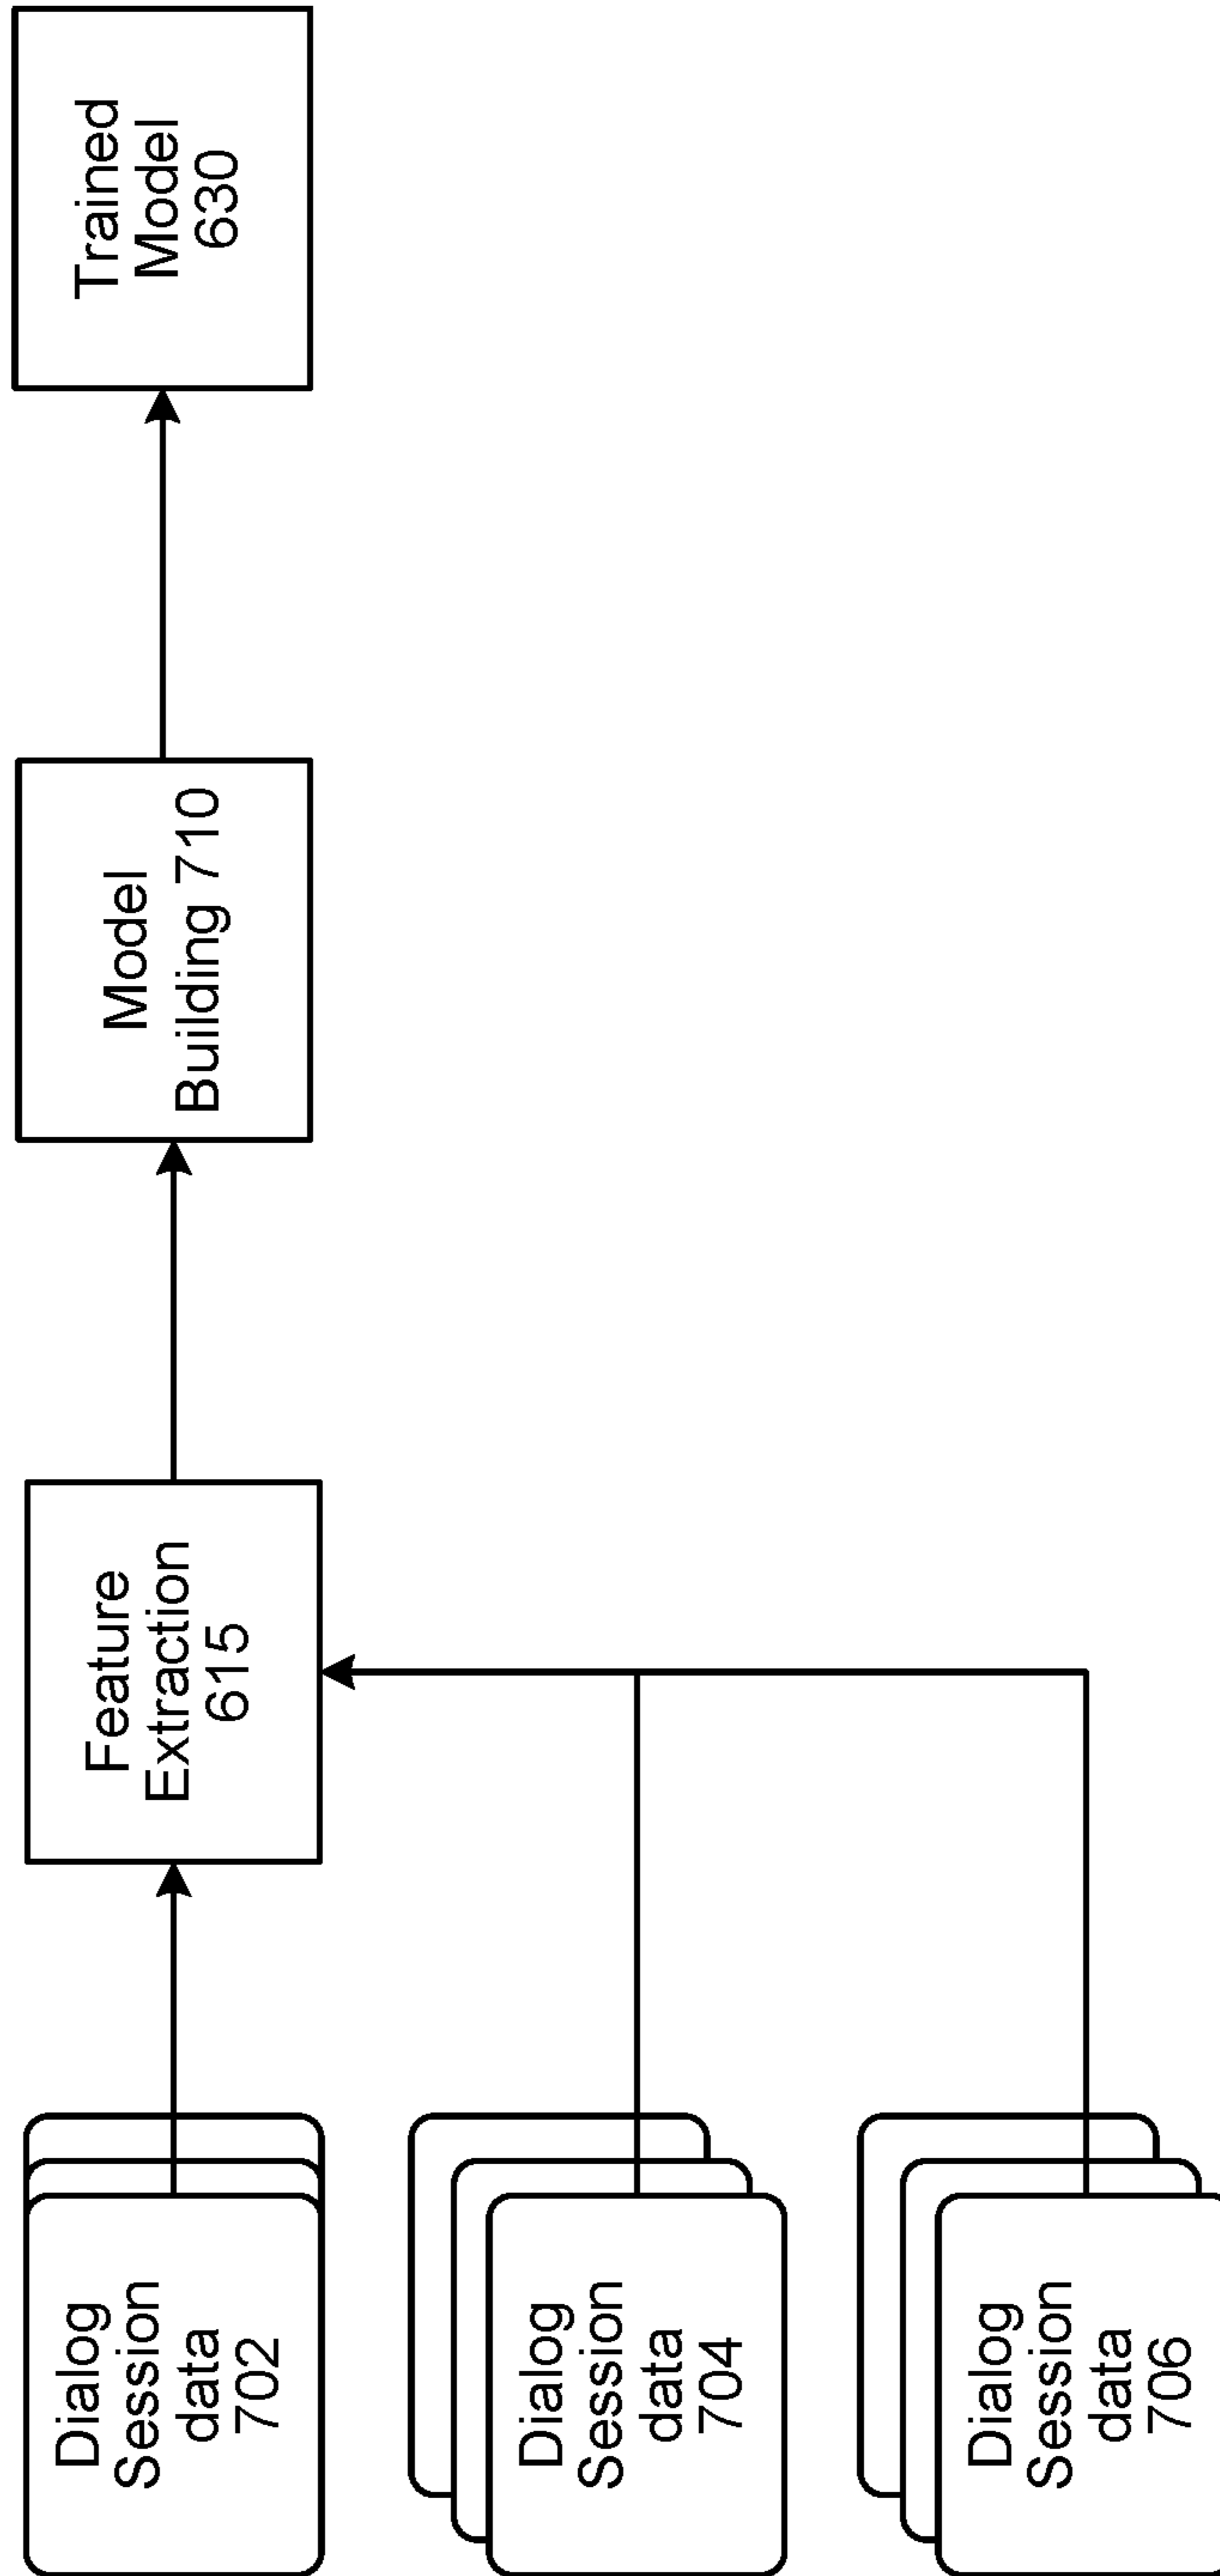 Dialog
Session
data
702
Feature
Extraction
615
Model
Building 710
Trained
Model
630
Dialog
Session
data
704
Dialog
Session
data
706